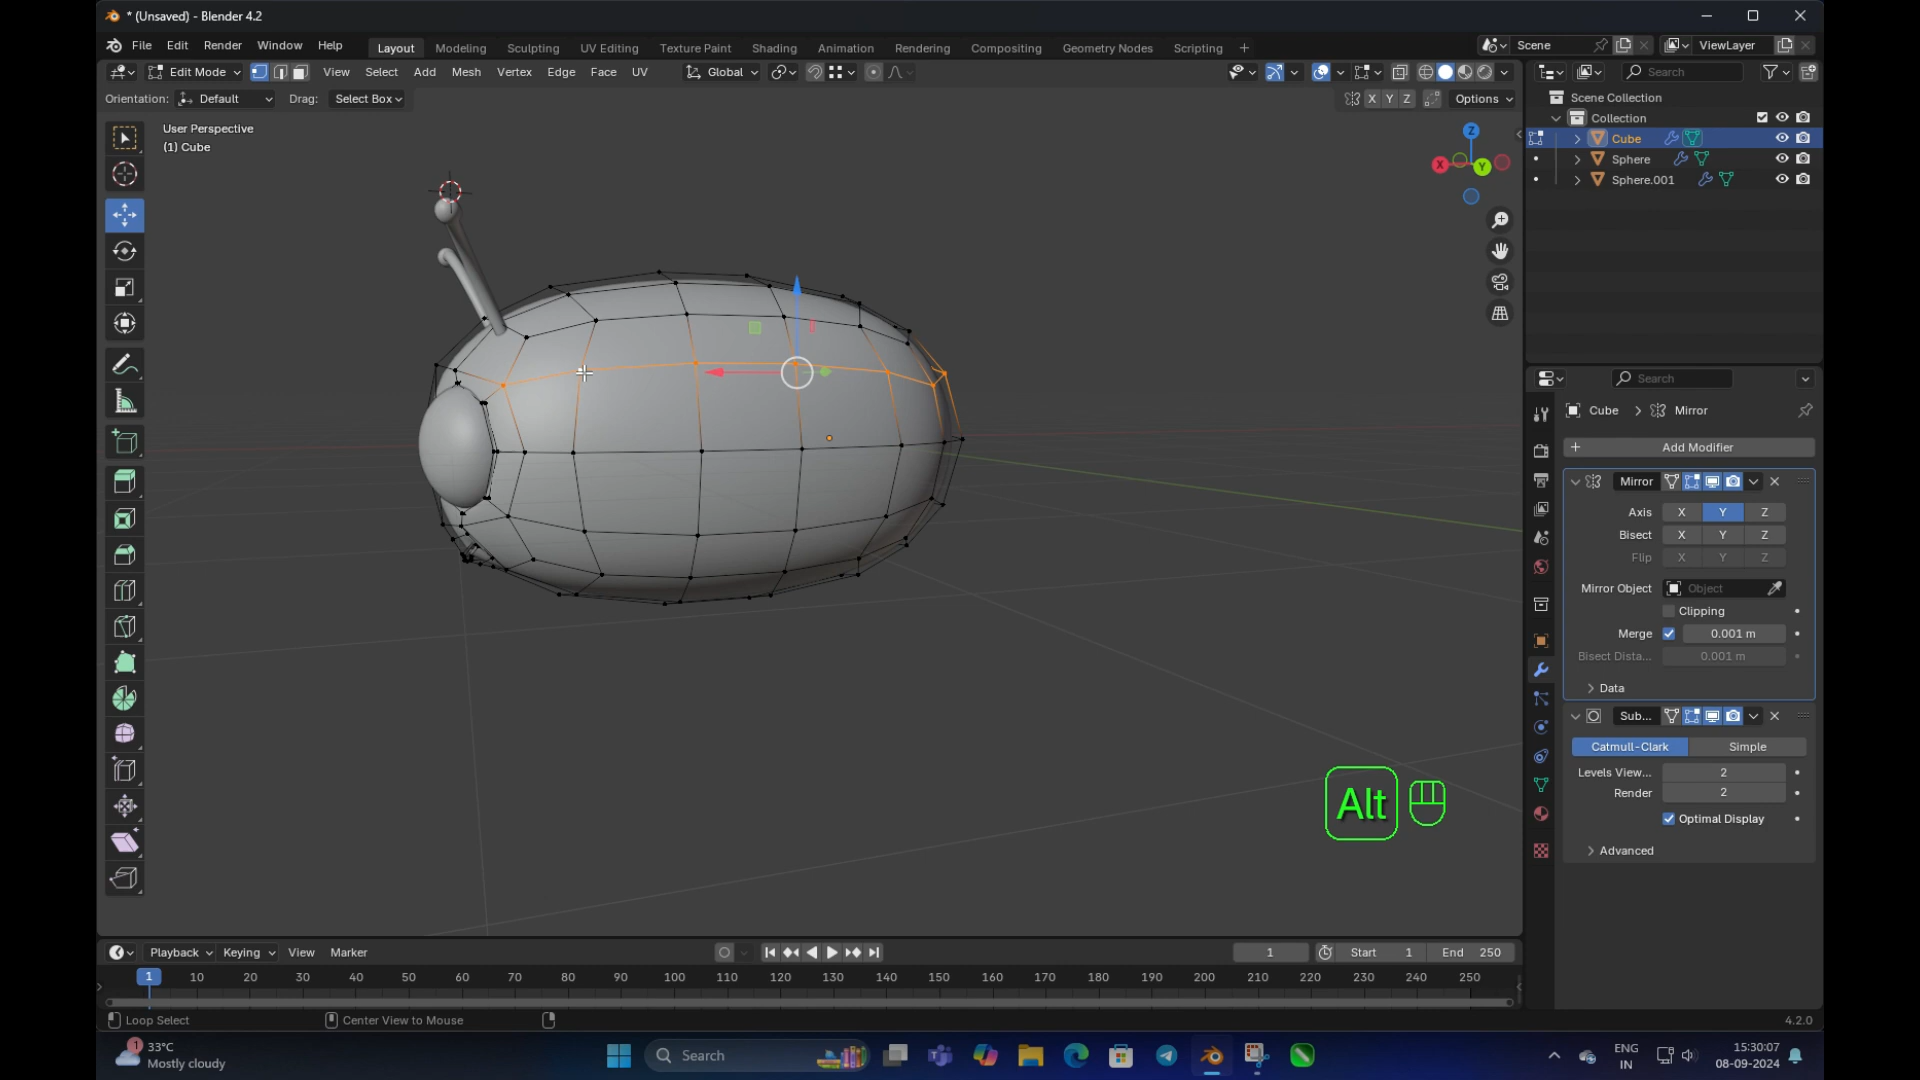 * (Unsaved) - Blender 4.2
File Edit Render Window Help Layout Modeling Sculpting UV Editing Texture Paint Shading Animation Rendering Compositing Geometry Nodes Scripting + Scene ViewLayer
Edit Mode View Select Add Mesh Vertex Edge Face UV Global Search
Orientation: Default Drag: Select Box X Y Z Options Scene Collection
Collection
User Perspective
(1) Cube
Cube
Sphere
Sphere.001
Z
X
Y
Search
Cube > Mirror
+ Add Modifier
Mirror
Axis X Y Z
Bisect X Y Z
Flip X Y Z
Mirror Object Object
Clipping
Merge 0.001 m
Bisect Dista... 0.001 m
Data
Sub...
Catmull-Clark Simple
Levels View... 2
Render 2
Optimal Display
Advanced
Alt
Playback Keying View Marker 1 Start 1 End 250
1 10 20 30 40 50 60 70 80 90 100 110 120 130 140 150 160 170 180 190 200 210 220 230 240 250
Loop Select Center View to Mouse 4.2.0
1
33°C
Mostly cloudy
Search
ENG
IN
15:30:07
08-09-2024